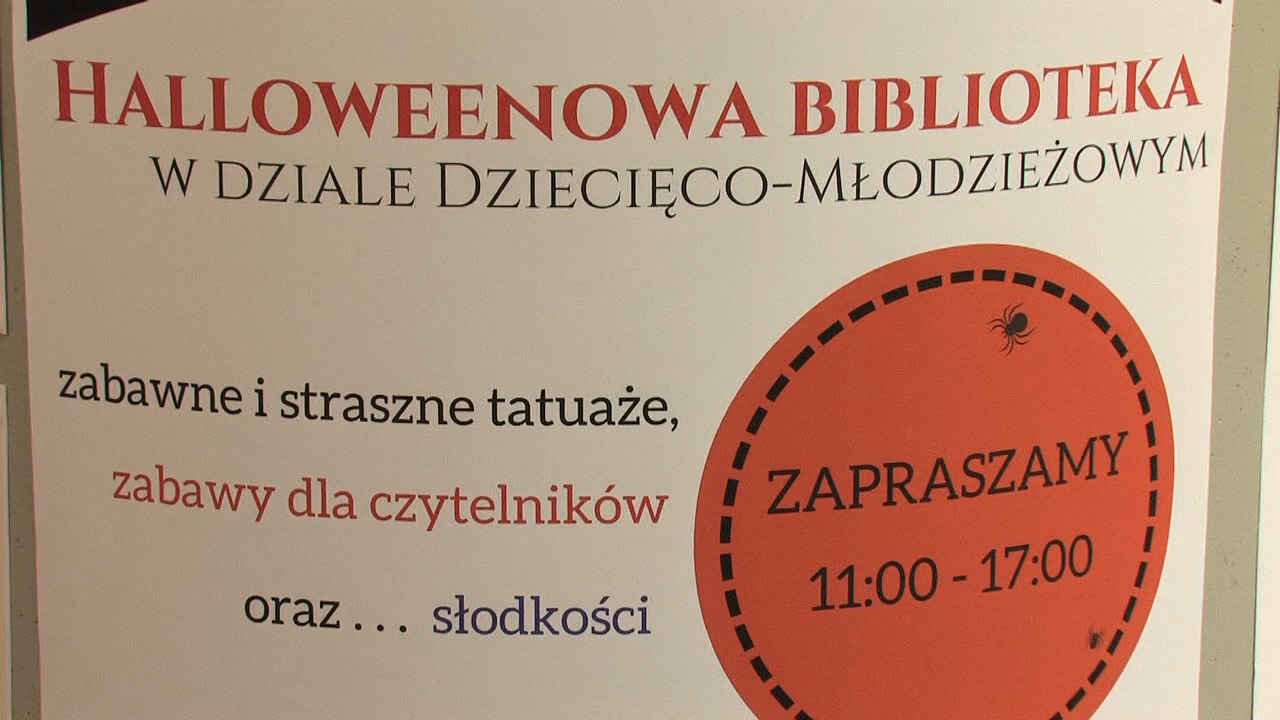 HALLOWEENOWA BIBLIOTEKA
W DZIALE DZIECIĘCO-MŁODZIEŻOWYM
zabawne i straszne tatuaże,
zabawy dla czytelników
oraz... słodkości
ZAPRASZAMY
11:00 - 17:00